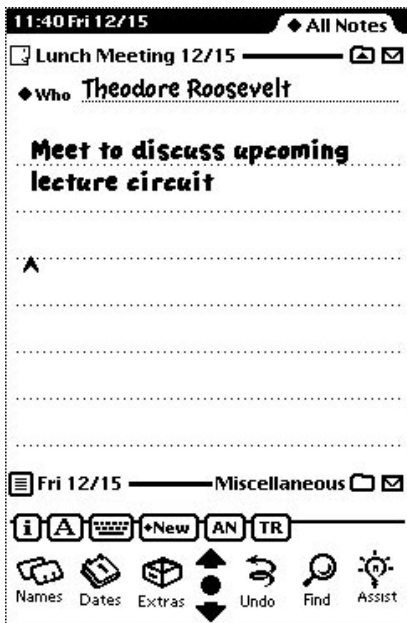 11:40 Fri 12/15 ◆ All Notes
Lunch Meeting 12/15
◆ Who Theodore Roosevelt
Meet to discuss upcoming
lecture circuit
Fri 12/15 Miscellaneous
i A •New AN TR
Names Dates Extras Undo Find Assist